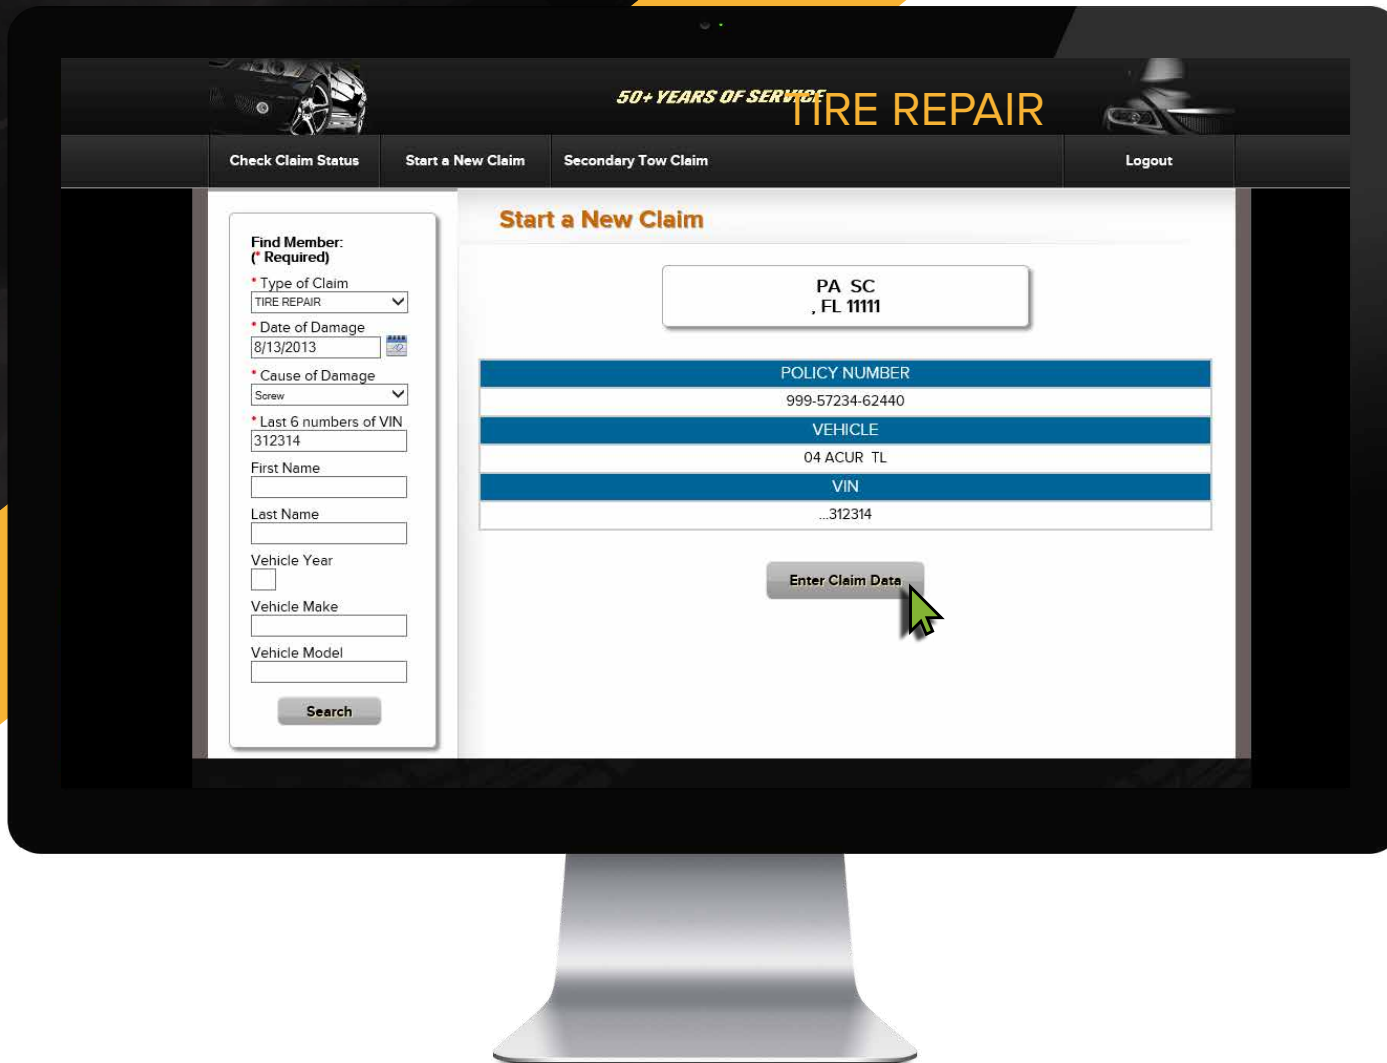 50+ YEARS OF SERVICE
TIRE REPAIR
Check Claim Status
Start a New Claim
Secondary Tow Claim
Logout
Find Member:
(* Required)
* Type of Claim
TIRE REPAIR
* Date of Damage
8/13/2013
* Cause of Damage
Screw
* Last 6 numbers of VIN
312314
First Name
Last Name
Vehicle Year
Vehicle Make
Vehicle Model
Search
Start a New Claim
PA SC
, FL 11111
POLICY NUMBER
999-57234-62440
VEHICLE
04 ACUR TL
VIN
...312314
Enter Claim Data